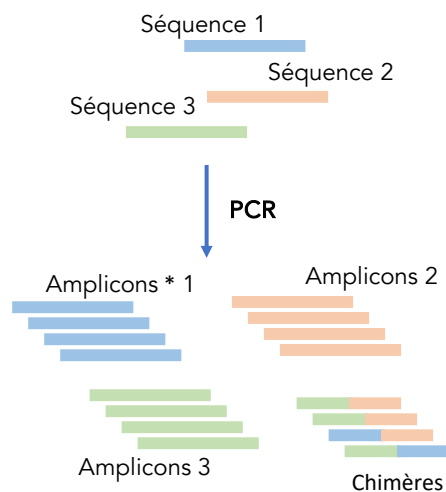 Séquence 1
Séquence 2
Séquence 3
PCR
Amplicons * 1
Amplicons 2
Amplicons 3
Chimères